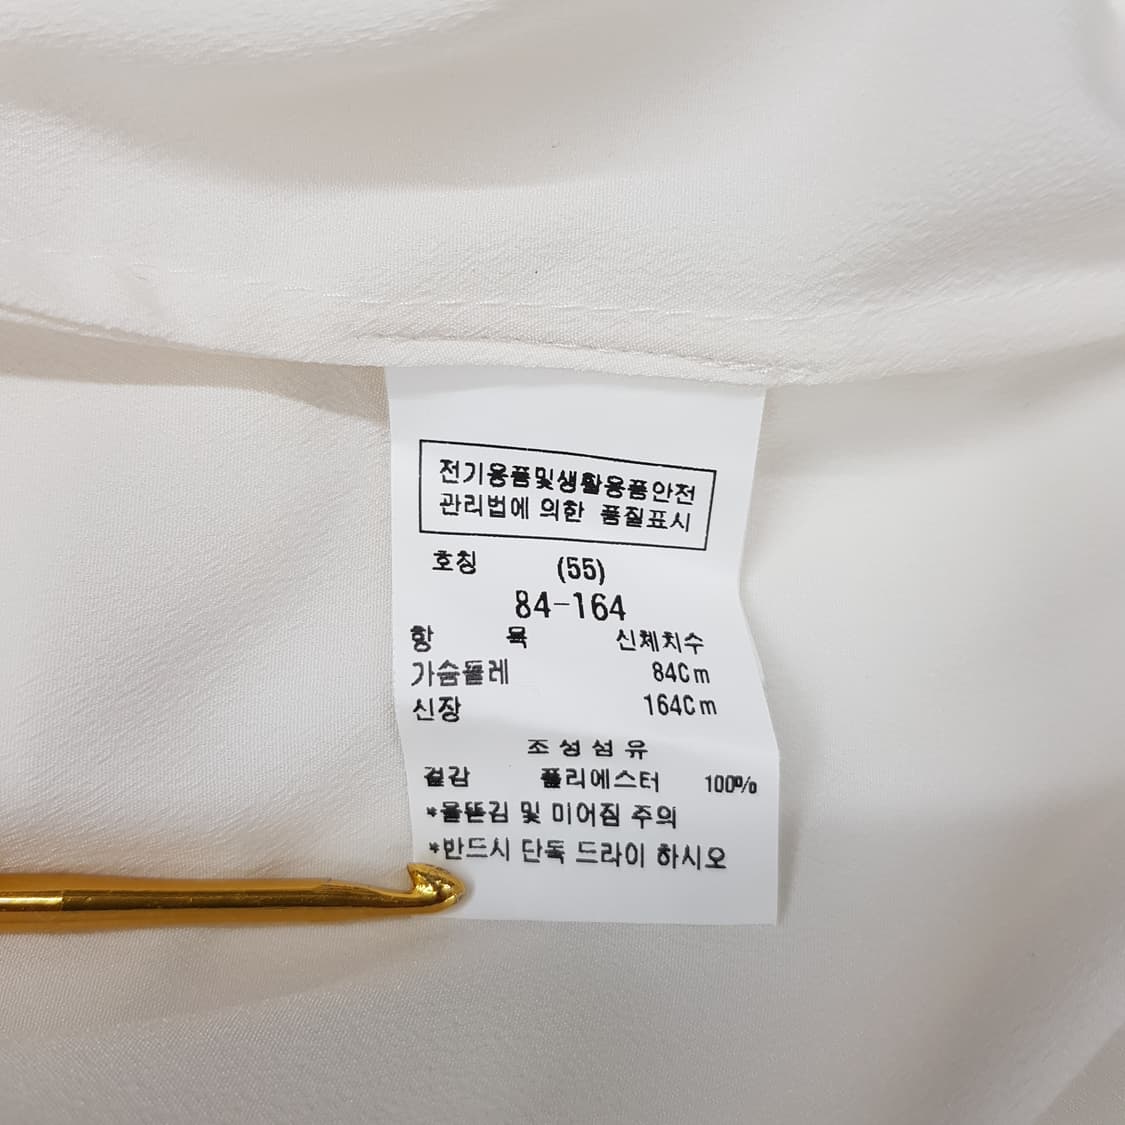 전기용품및생활용품안전
관리법에 의한 품질표시
호칭 (55)
84-164
항 목 신체치수
가슴둘레 84Cm
신장 164Cm
조성섬유
겉감 폴리에스터 100%
*올뜯김 및 미어짐 주의
*반드시 단독 드라이 하시오